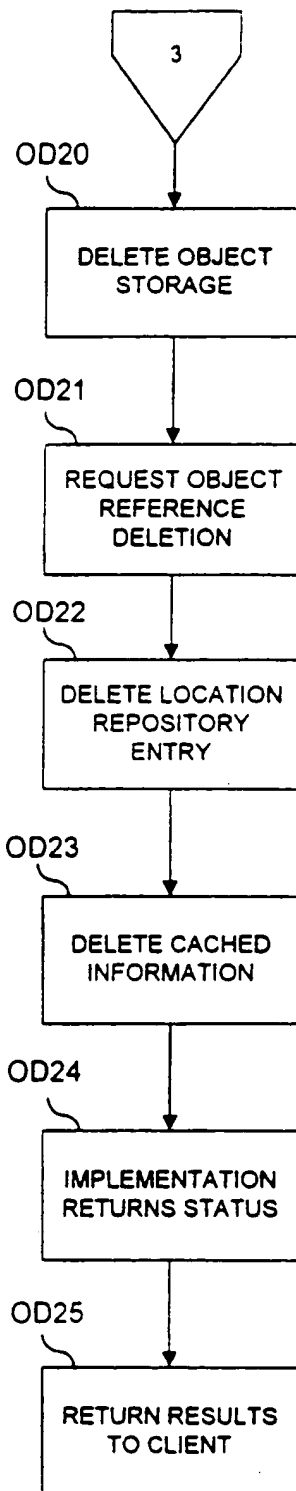 3
OD20
DELETE OBJECT
STORAGE
OD21
REQUEST OBJECT
REFERENCE
DELETION
OD22
DELETE LOCATION
REPOSITORY
ENTRY
OD23
DELETE CACHED
INFORMATION
OD24
IMPLEMENTATION
RETURNS STATUS
OD25
RETURN RESULTS
TO CLIENT